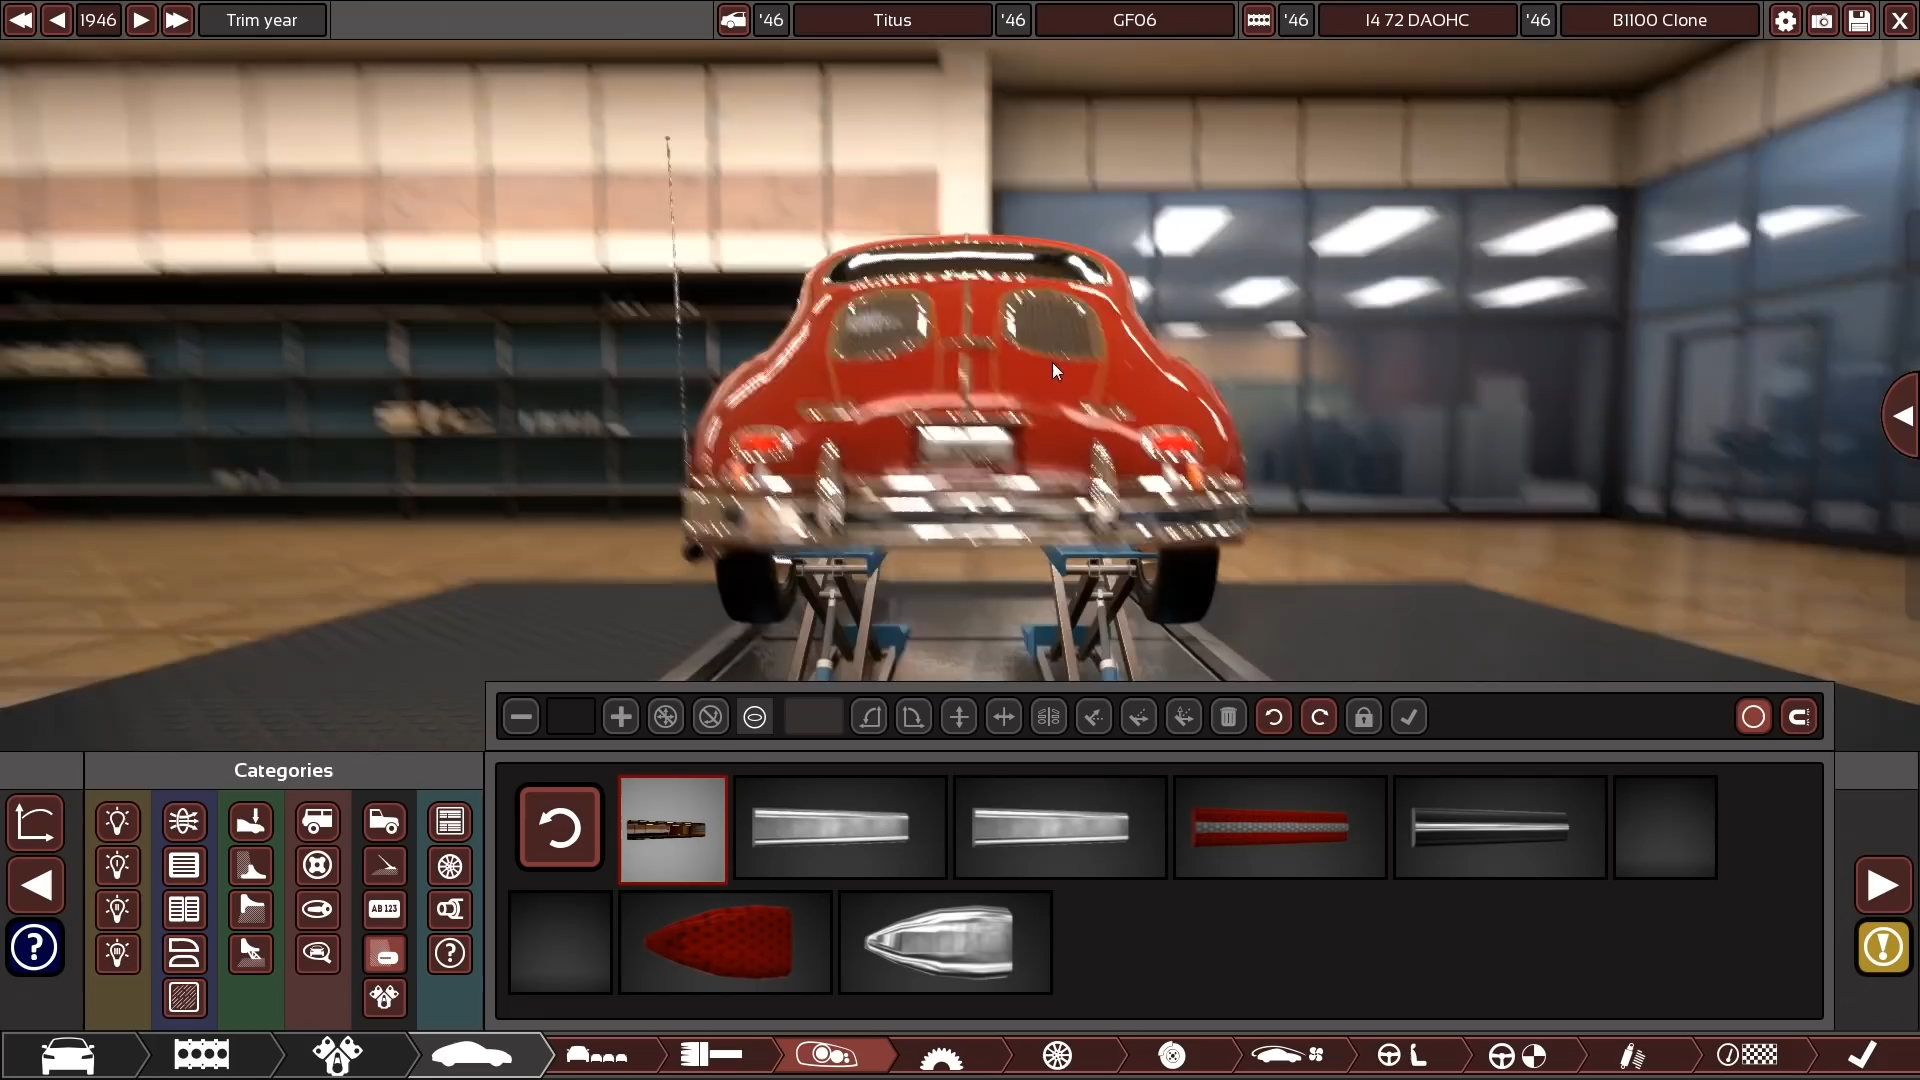 1946
Trim year
'46
Titus
'46
GF06
'46
I4 72 DAOHC
'46
B1100 Clone
Categories
AB 123